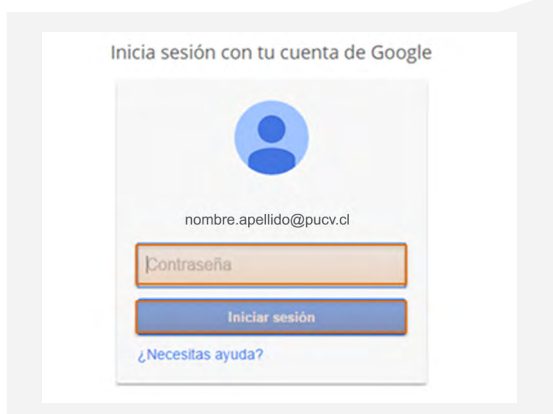 Inicia sesión con tu cuenta de Google
nombre.apellido@pucv.cl
Contraseña
Iniciar sesión
¿Necesitas ayuda?